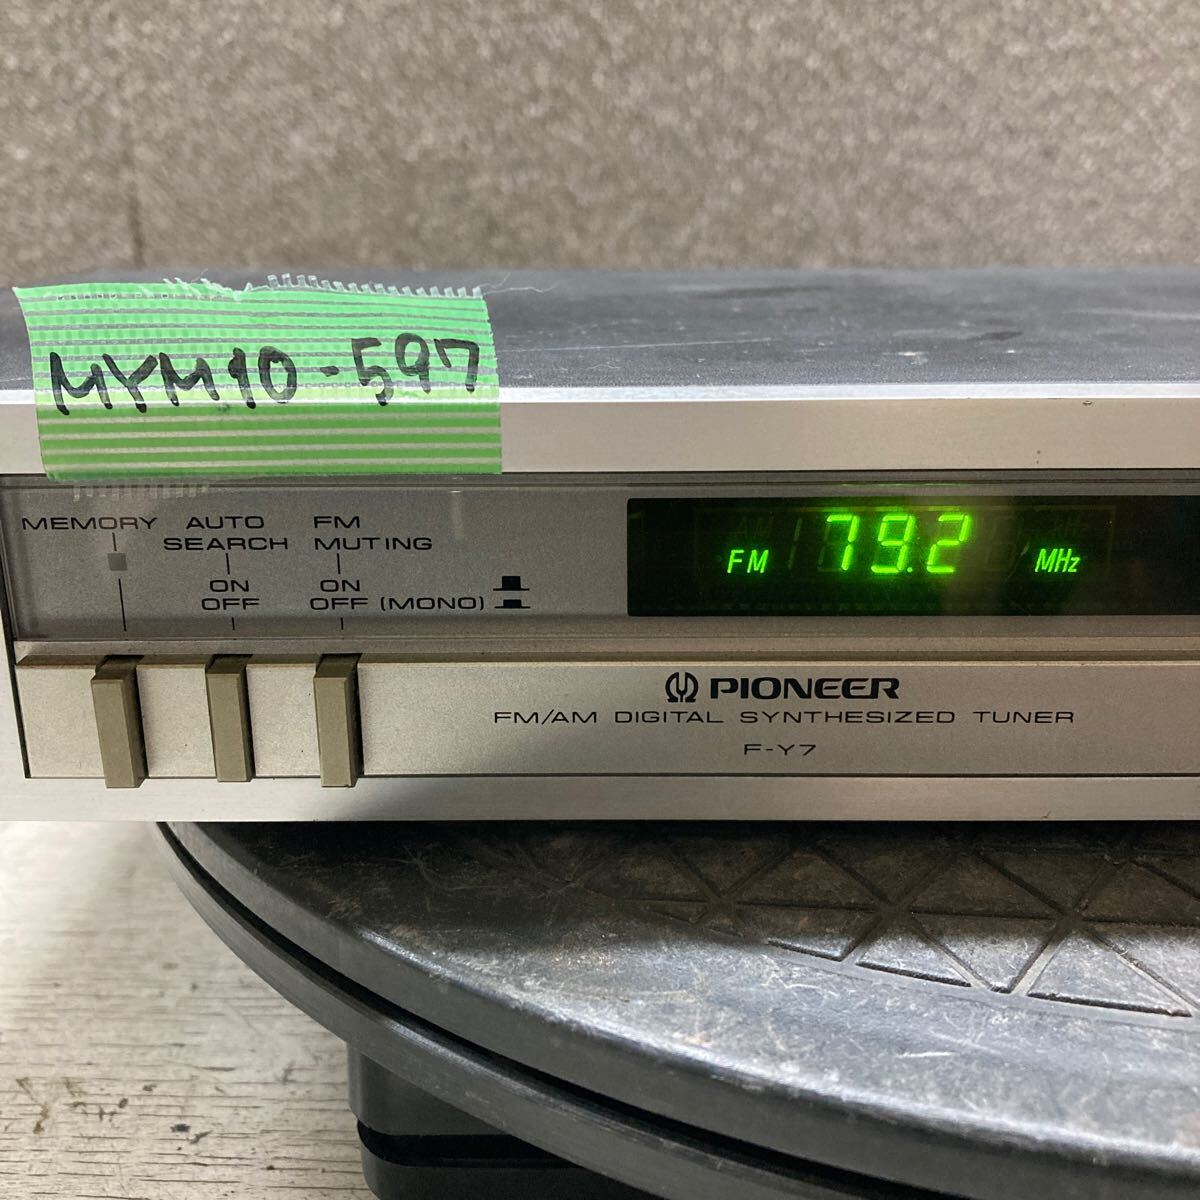 MYM10-597
MEMORY
AUTO
SEARCH
ON
OFF
FM
MUTING
ON
OFF (MONO)
FM 79.2 MHz
PIONEER
FM/AM DIGITAL SYNTHESIZED TUNER
F-Y7